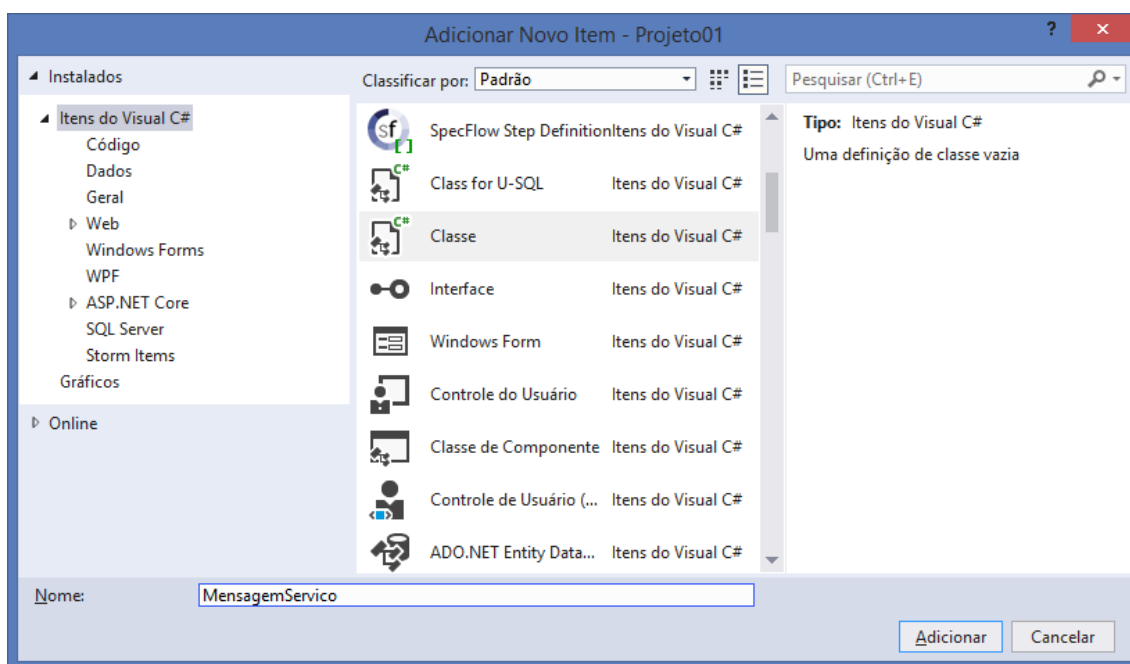 Adicionar Novo Item - Projeto01
?
Instalados
Classificar por: Padrão
Pesquisar (Ctrl+E)
Itens do Visual C#
Código
Dados
Geral
Web
Windows Forms
WPF
ASP.NET Core
SQL Server
Storm Items
Gráficos
Online
sf
SpecFlow Step DefinitionItens do Visual C#
C#
Class for U-SQL Itens do Visual C#
C#
Classe Itens do Visual C#
Interface Itens do Visual C#
Windows Form Itens do Visual C#
Controle do Usuário Itens do Visual C#
Classe de Componente Itens do Visual C#
Controle de Usuário (... Itens do Visual C#
ADO.NET Entity Data... Itens do Visual C#
Tipo: Itens do Visual C#
Uma definição de classe vazia
Nome: MensagemServico
Adicionar Cancelar